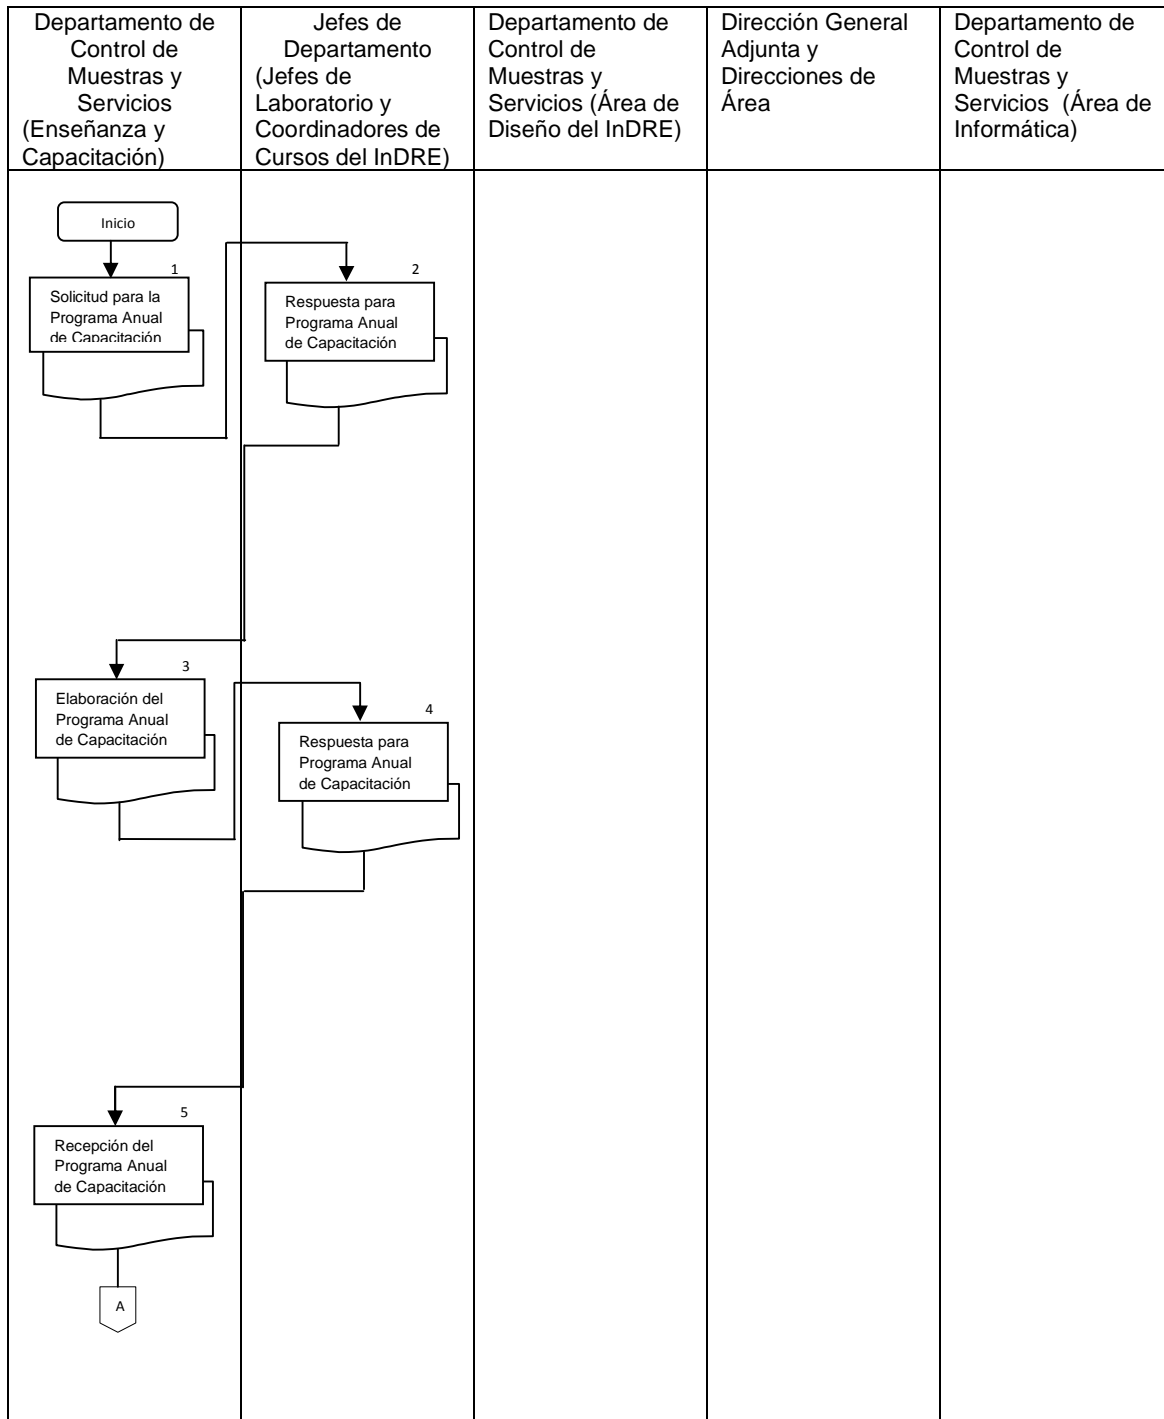 Departamento de
Control de
Muestras y
Servicios
(Enseñanza y
Capacitación)
Jefes de
Departamento
(Jefes de
Laboratorio y
Coordinadores de
Cursos del InDRE)
Departamento de
Control de
Muestras y
Servicios (Área de
Diseño del InDRE)
Dirección General
Adjunta y
Direcciones de
Área
Departamento de
Control de
Muestras y
Servicios (Área de
Informática)
Inicio
1
Solicitud para la
Programa Anual
de Capacitación
2
Respuesta para
Programa Anual
de Capacitación
3
Elaboración del
Programa Anual
de Capacitación
4
Respuesta para
Programa Anual
de Capacitación
5
Recepción del
Programa Anual
de Capacitación
A